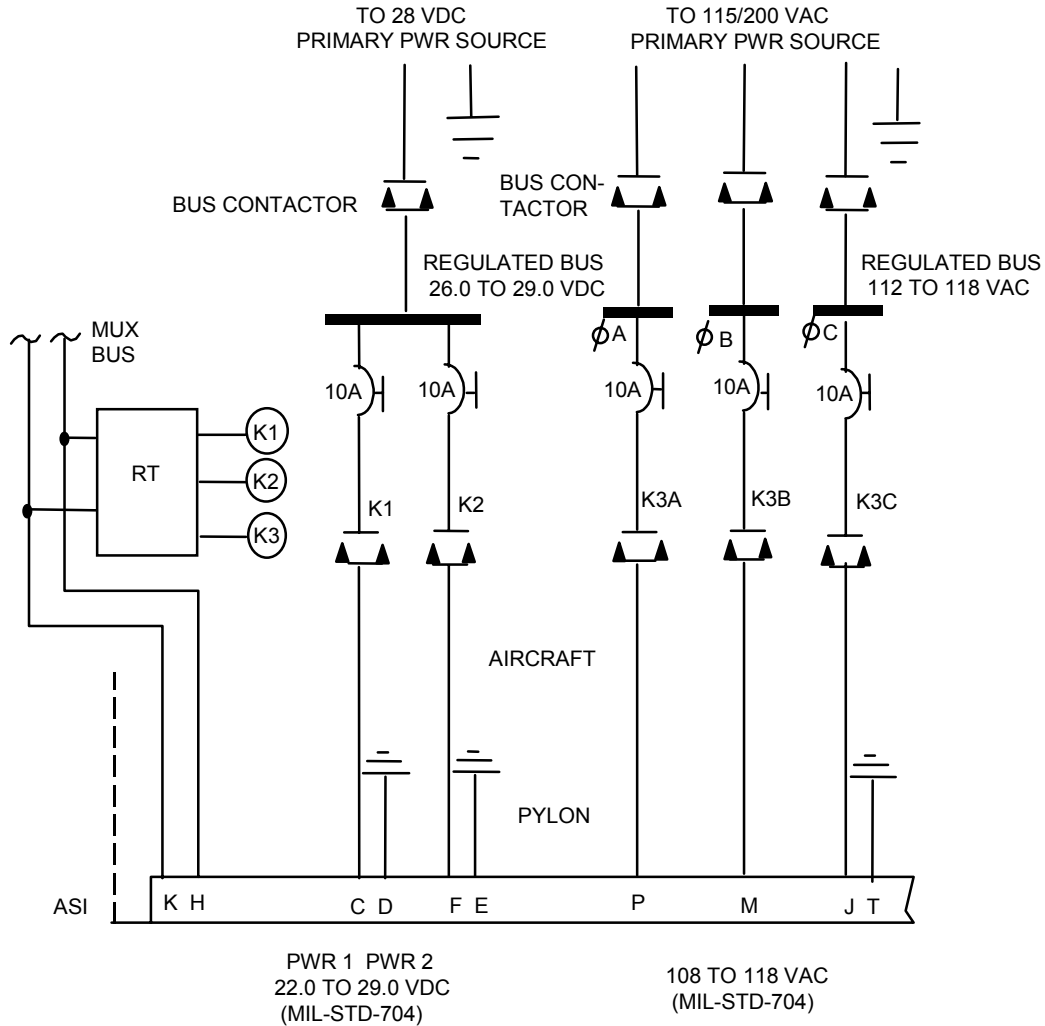 TO 28 VDC
PRIMARY PWR SOURCE
TO 115/200 VAC
PRIMARY PWR SOURCE
BUS CONTACTOR
BUS CON-
TACTOR
REGULATED BUS
26.0 TO 29.0 VDC
REGULATED BUS
112 TO 118 VAC
MUX
BUS
ϕA
ϕB
ϕC
10A
10A
10A
10A
10A
RT
K1
K2
K3
K1
K2
K3A
K3B
K3C
AIRCRAFT
PYLON
ASI
K H
C D
F E
P
M
J T
PWR 1 PWR 2
22.0 TO 29.0 VDC
(MIL-STD-704)
108 TO 118 VAC
(MIL-STD-704)